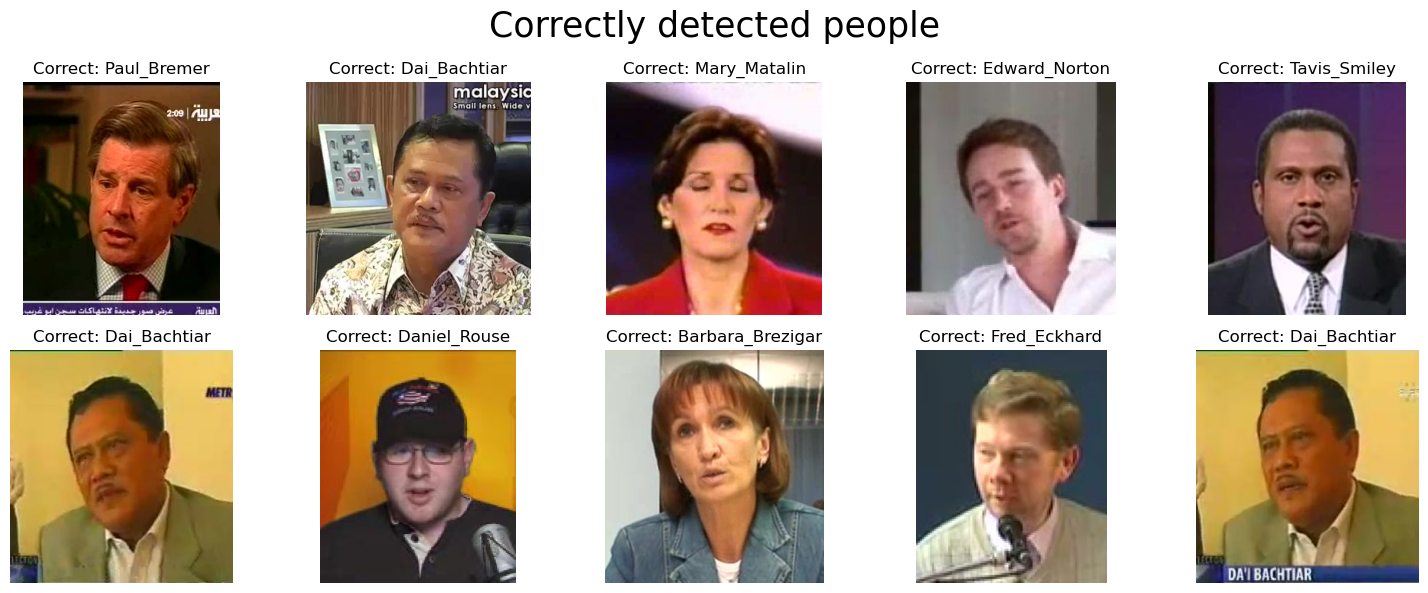 Correctly detected people
Correct: Paul_Bremer
Correct: Dai_Bachtiar
Correct: Mary_Matalin
Correct: Edward_Norton
Correct: Tavis_Smiley
2:09
العربية
عرض صور جديدة لانتهاكات سجن ابو غريب
العربية
malaysia
Small lens Wide v
Correct: Dai_Bachtiar
Correct: Daniel_Rouse
Correct: Barbara_Brezigar
Correct: Fred_Eckhard
Correct: Dai_Bachtiar
METR
DA'I BACHTIAR